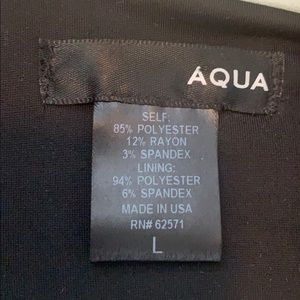 AQUA
SELF:
85% POLYESTER
12% RAYON
3% SPANDEX
LINING:
94% POLYESTER
6% SPANDEX
MADE IN USA
RN# 62571
L